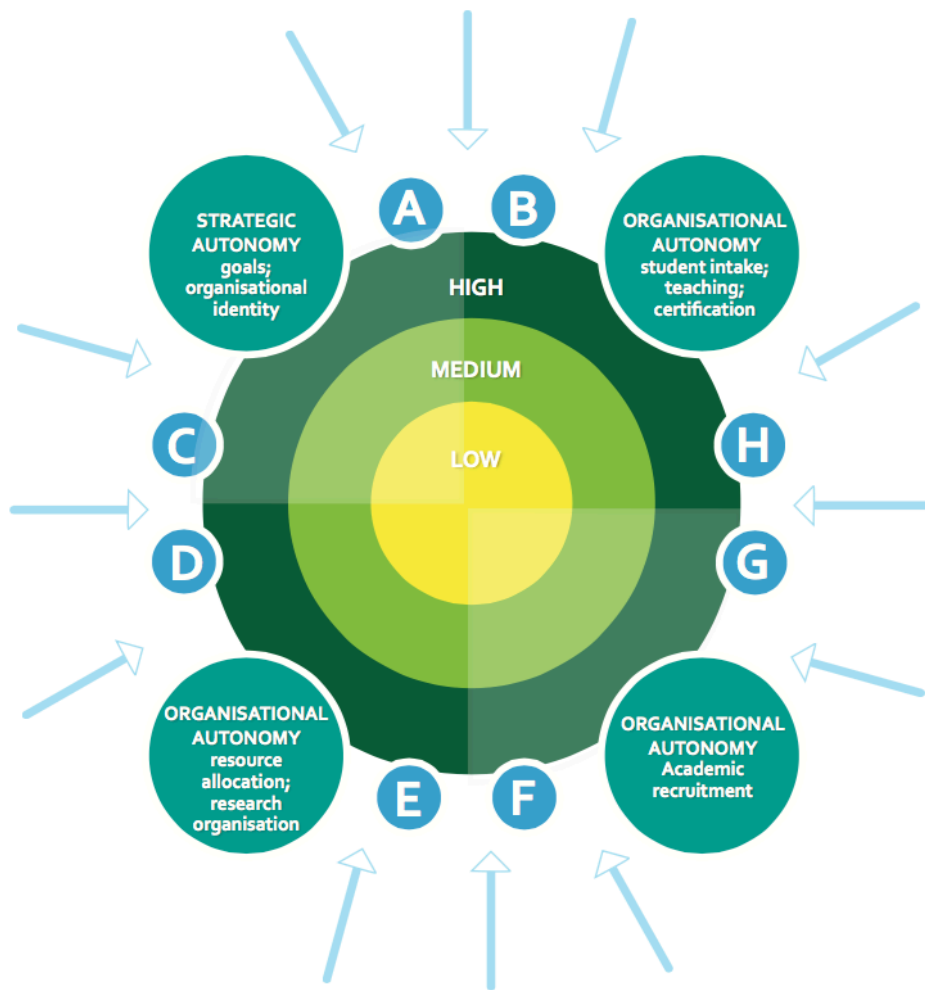 A
B
STRATEGIC
AUTONOMY
goals;
organisational
identity
ORGANISATIONAL
AUTONOMY
student intake;
teaching;
certification
HIGH
MEDIUM
LOW
C
H
D
G
ORGANISATIONAL
AUTONOMY
resource
allocation;
research
organisation
ORGANISATIONAL
AUTONOMY
Academic
recruitment
E
F